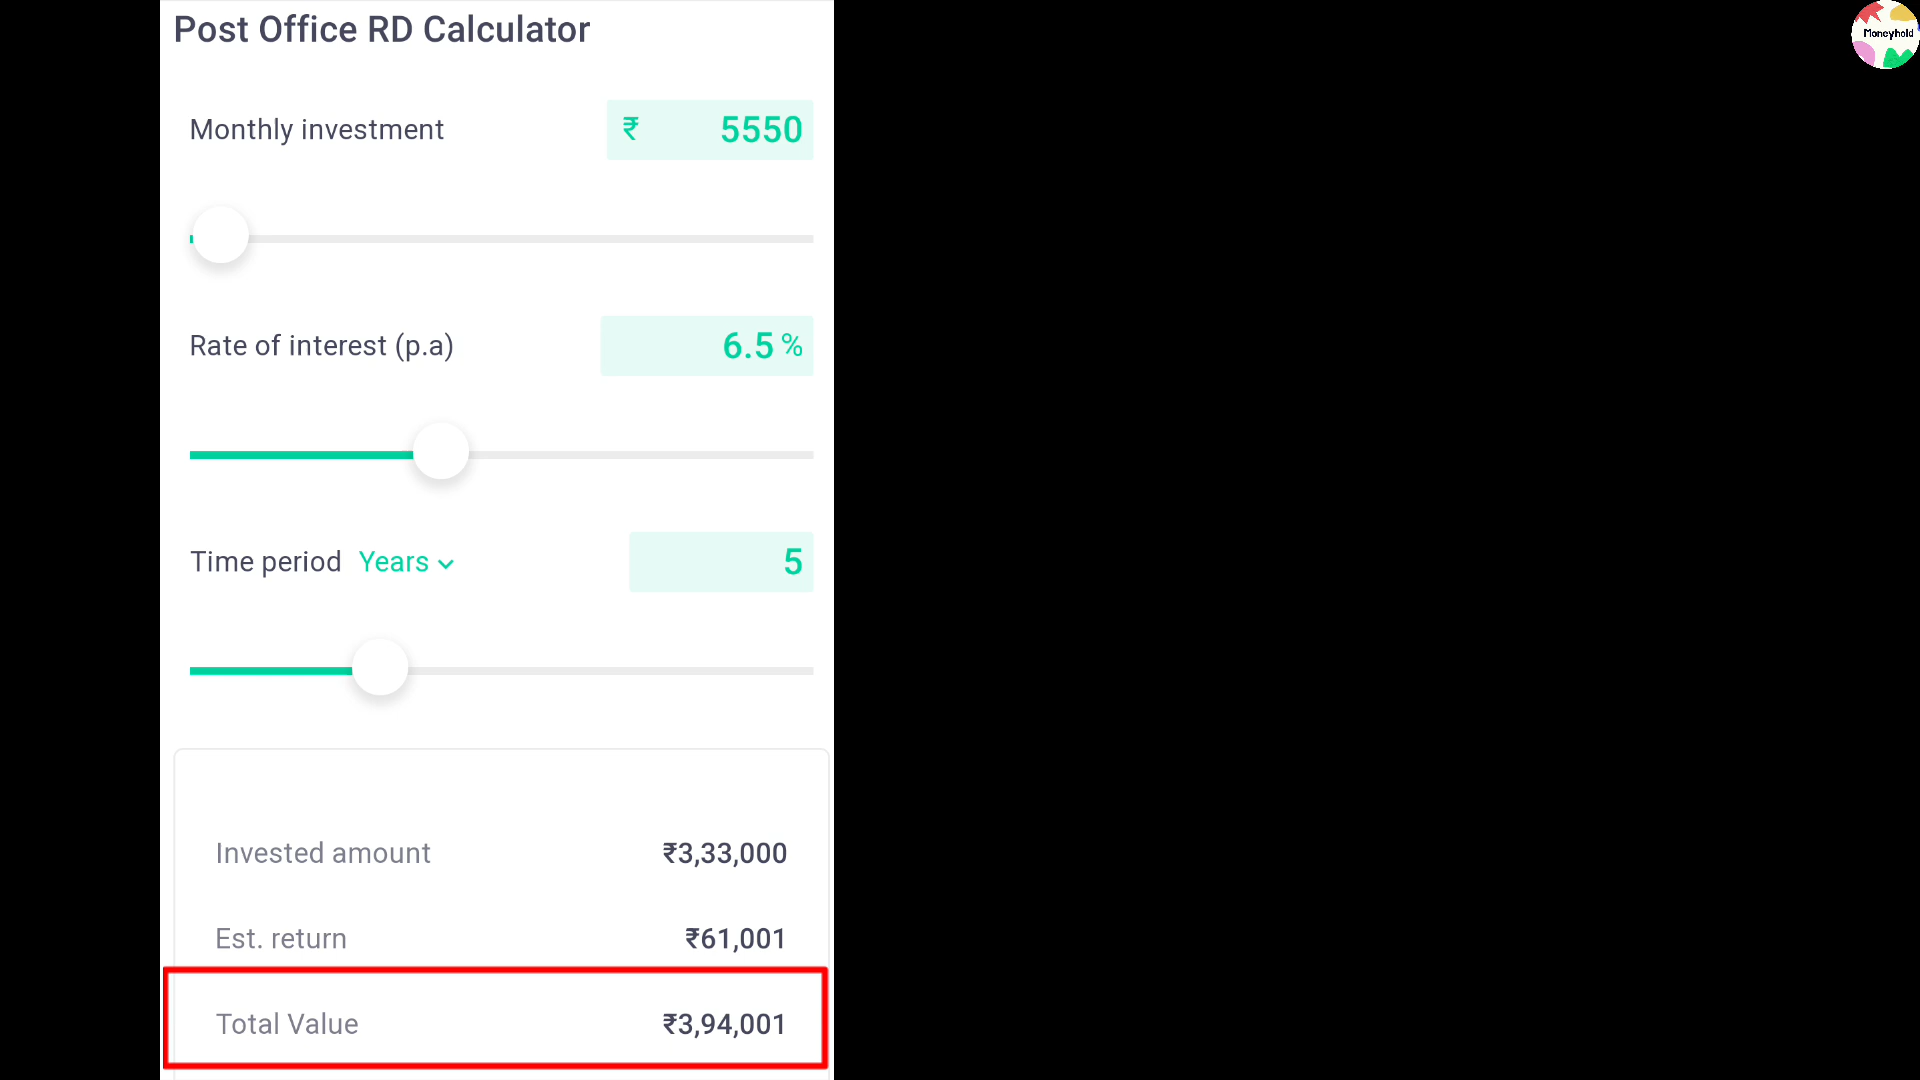 Post Office RD Calculator
Moneyhold
Monthly investment ₹ 5550
Rate of interest (p.a) 6.5 %
Time period Years 5
Invested amount ₹3,33,000
Est. return ₹61,001
Total Value ₹3,94,001